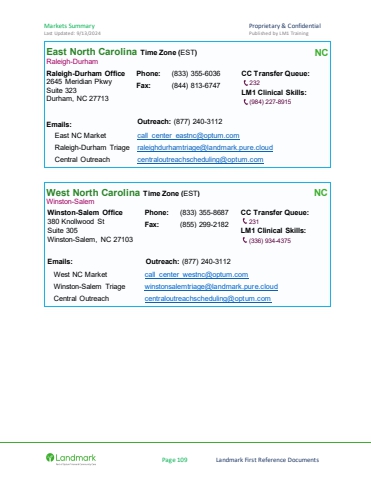 Markets Summary Proprietary & Confidential
Last Updated: 9/13/2024 Published by LM1 Training
East North Carolina Time Zone (EST) NC
Raleigh-Durham
Raleigh-Durham Office Phone: (833) 355-6036 CC Transfer Queue:
2645 Meridian Pkwy Fax: (844) 813-6747 232
Suite 323 LM1 Clinical Skills:
Durham, NC 27713 (984) 227-8915
Emails: Outreach: (877) 240-3112
East NC Market call_center_eastnc@optum.com
Raleigh-Durham Triage raleighdurhamtriage@landmark.pure.cloud
Central Outreach centraloutreachscheduling@optum.com
West North Carolina Time Zone (EST) NC
Winston-Salem
Winston-Salem Office Phone: (833) 355-8687 CC Transfer Queue:
380 Knollwood St Fax: (855) 299-2182 231
Suite 305 LM1 Clinical Skills:
Winston-Salem, NC 27103 (336) 934-4375
Emails: Outreach: (877) 240-3112
West NC Market call_center_westnc@optum.com
Winston-Salem Triage winstonsalemtriage@landmark.pure.cloud
Central Outreach centraloutreachscheduling@optum.com
Landmark Page 109 Landmark First Reference Documents